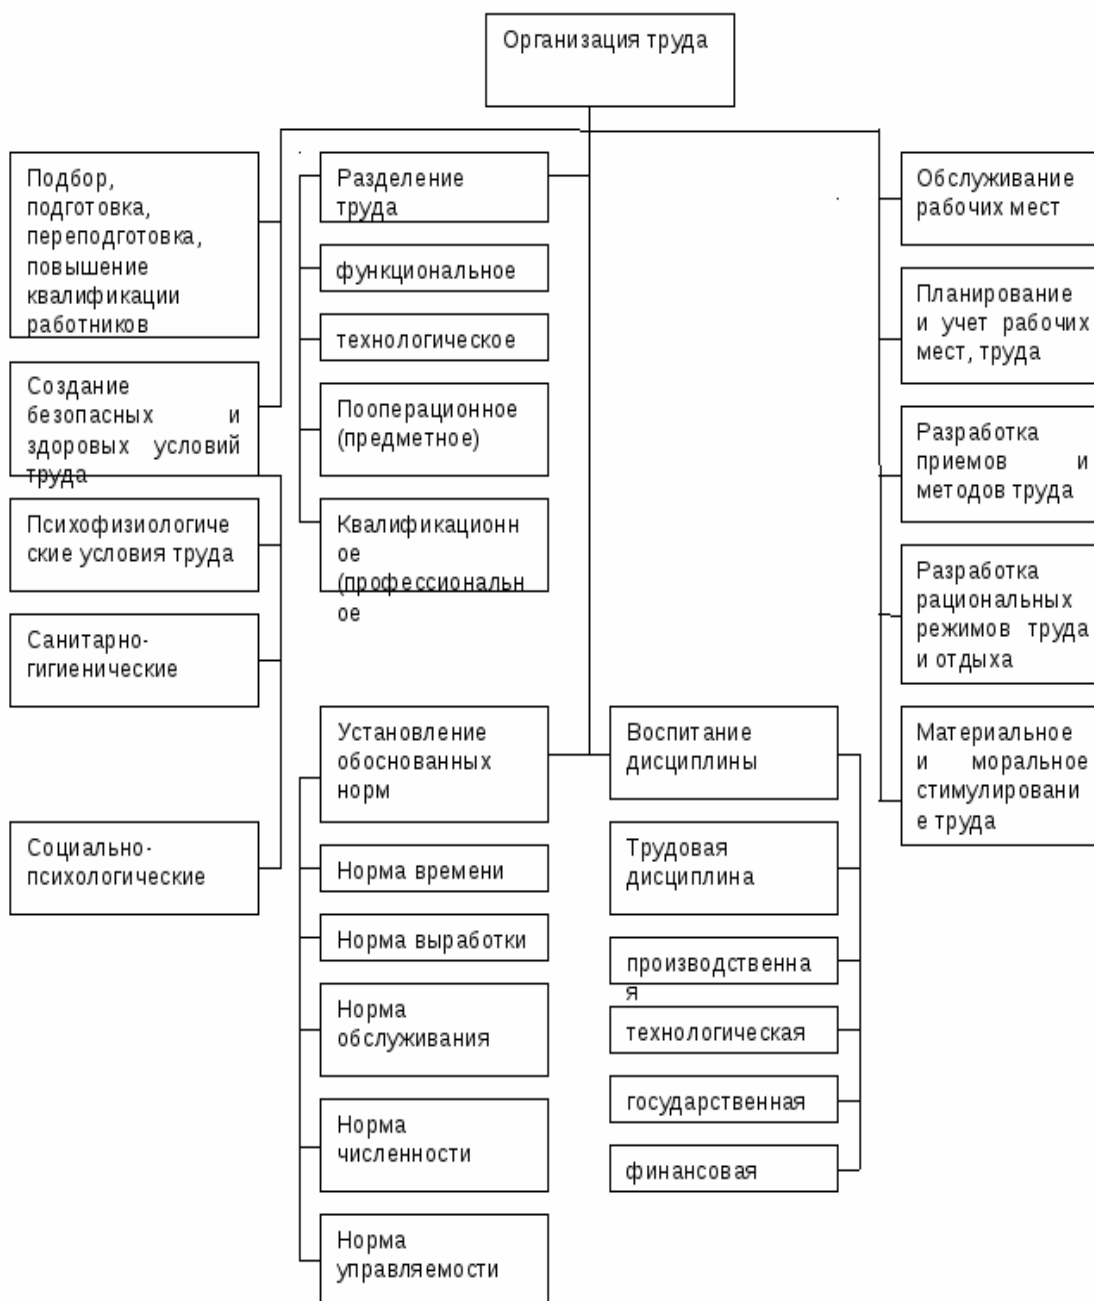 Организация труда
Подбор,
подготовка,
переподготовка,
повышение
квалификации
работников
Создание
безопасных и
здоровых условий
труда
Психофизиологиче
ские условия труда
Санитарно-
гигиенические
Социально-
психологические
Разделение
труда
функциональное
технологическое
Пооперационное
(предметное)
Квалификационн
ое
(профессиональн
ое
Установление
обоснованных
норм
Норма времени
Норма выработки
Норма
обслуживания
Норма
численности
Норма
управляемости
Воспитание
дисциплины
Трудовая
дисциплина
производственна
я
технологическая
государственная
финансовая
Обслуживание
рабочих мест
Планирование
и учет рабочих
мест, труда
Разработка
приемов и
методов труда
Разработка
рациональных
режимов труда
и отдыха
Материальное
и моральное
стимулировани
е труда